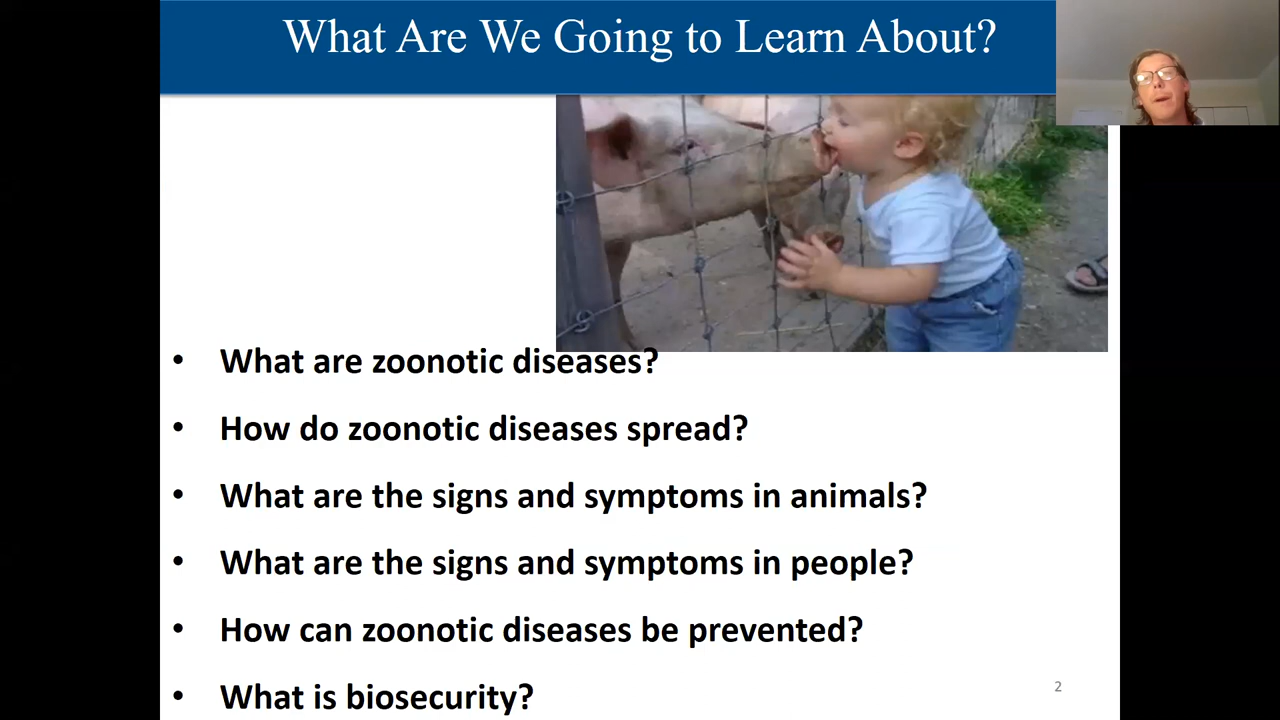 What Are We Going to Learn About?
• What are zoonotic diseases?
• How do zoonotic diseases spread?
• What are the signs and symptoms in animals?
• What are the signs and symptoms in people?
• How can zoonotic diseases be prevented?
• What is biosecurity?
2